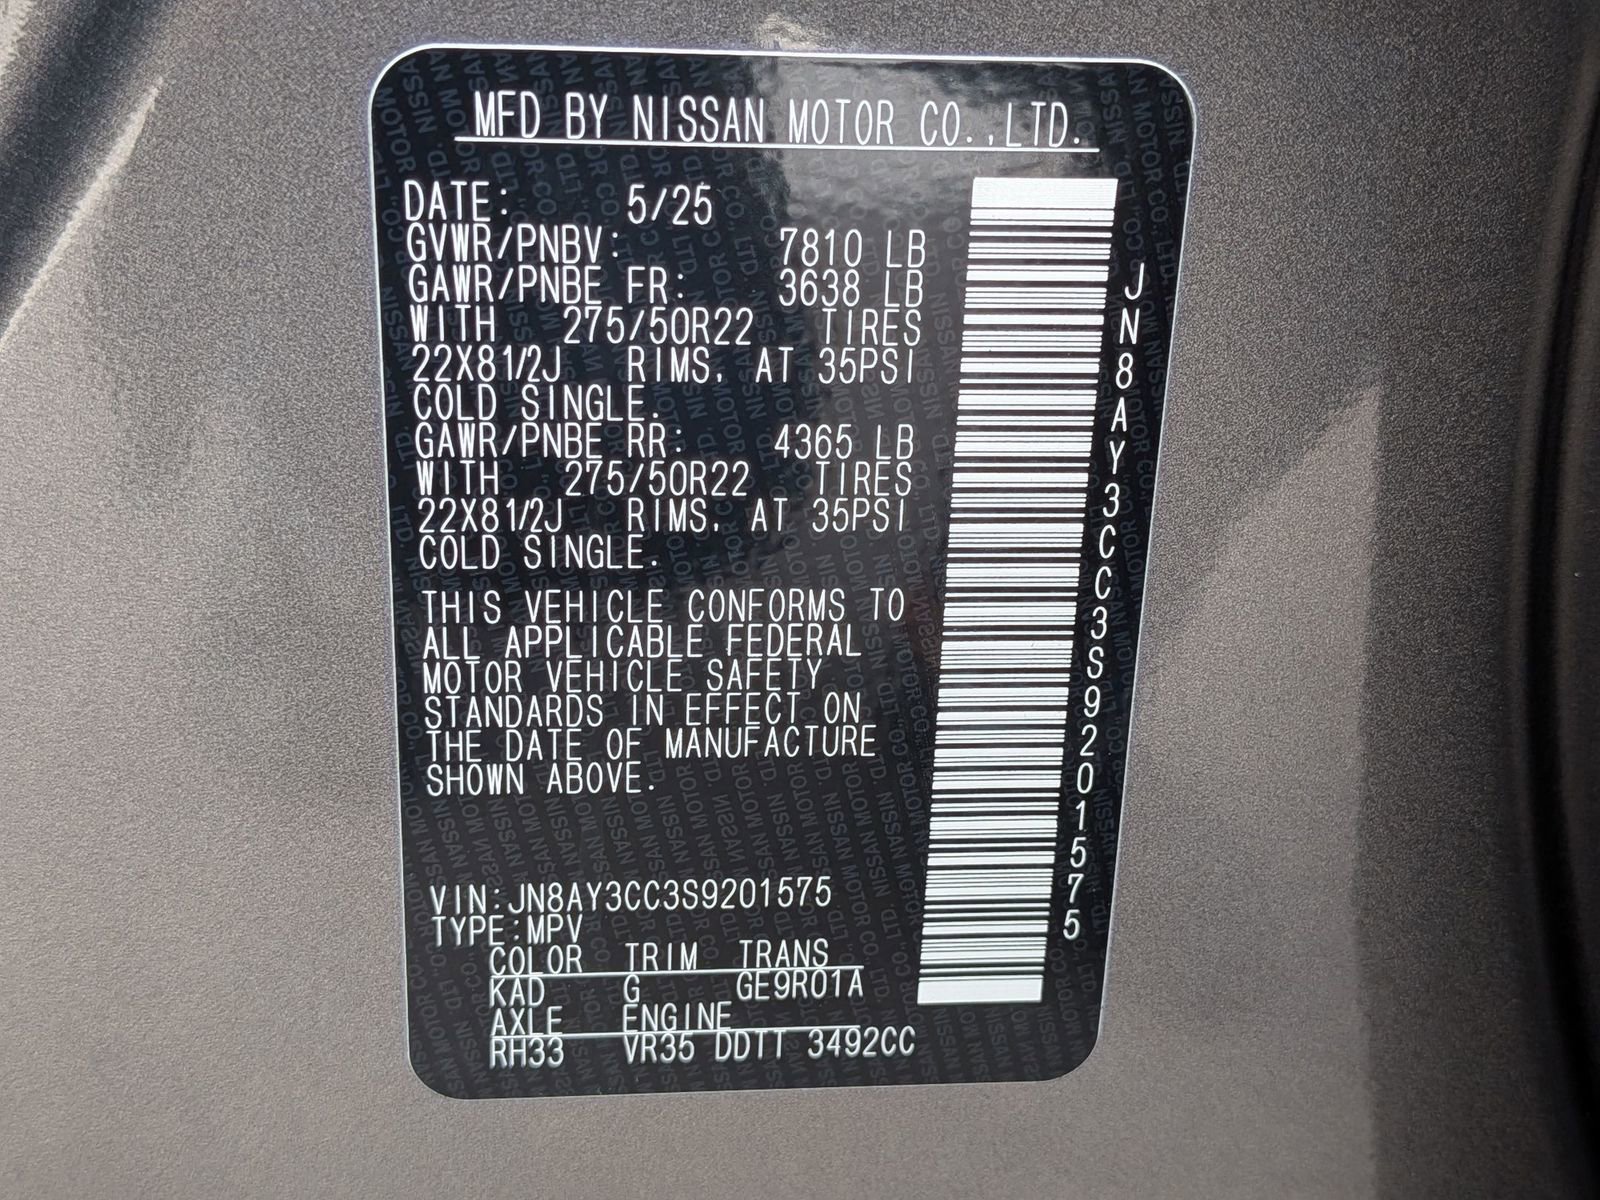 MFD BY NISSAN MOTOR CO.,LTD.
DATE: 5/25
GVWR/PNBV: 7810 LB
GAWR/PNBE FR: 3638 LB
WITH 275/50R22 TIRES
22X81/2J RIMS, AT 35PSI
COLD SINGLE.
GAWR/PNBE RR: 4365 LB
WITH 275/50R22 TIRES
22X81/2J RIMS, AT 35PSI
COLD SINGLE.
THIS VEHICLE CONFORMS TO
ALL APPLICABLE FEDERAL
MOTOR VEHICLE SAFETY
STANDARDS IN EFFECT ON
THE DATE OF MANUFACTURE
SHOWN ABOVE.
VIN:JN8AY3CC3S9201575
TYPE:MPV
COLOR TRIM TRANS
KAD G GE9R01A
AXLE ENGINE
RH33 VR35 DDTT 3492CC
JN8AY3CC3S9201575